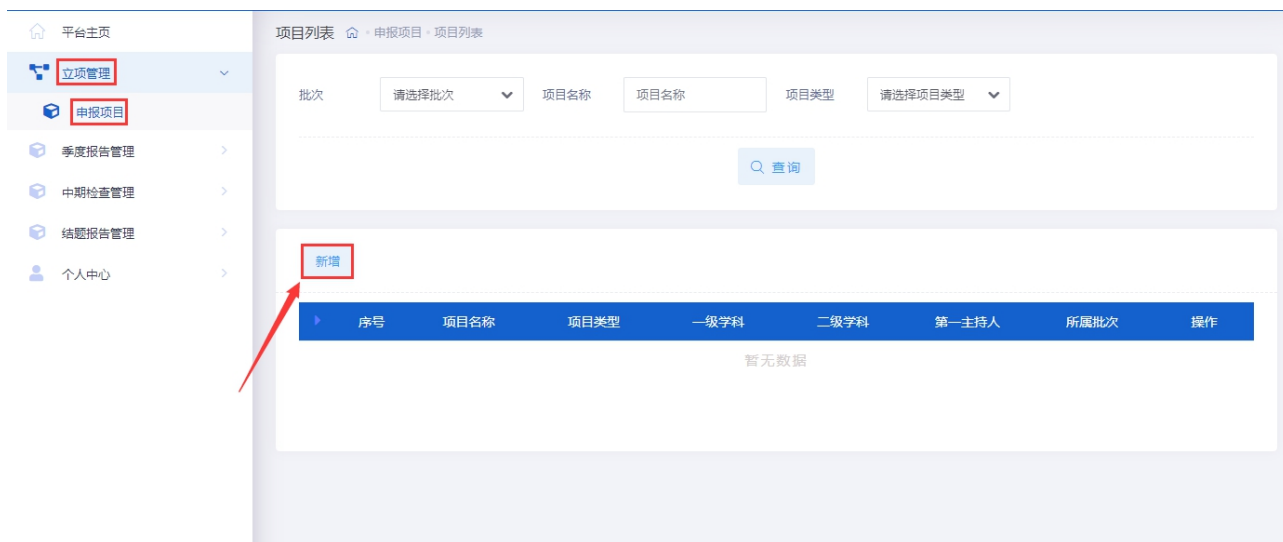 平台主页
立项管理
申报项目
季度报告管理
中期检查管理
结题报告管理
个人中心
项目列表 申报项目 项目列表
批次 请选择批次 项目名称 项目名称 项目类型 请选择项目类型
查询
新增
序号 项目名称 项目类型 一级学科 二级学科 第一主持人 所属批次 操作
暂无数据